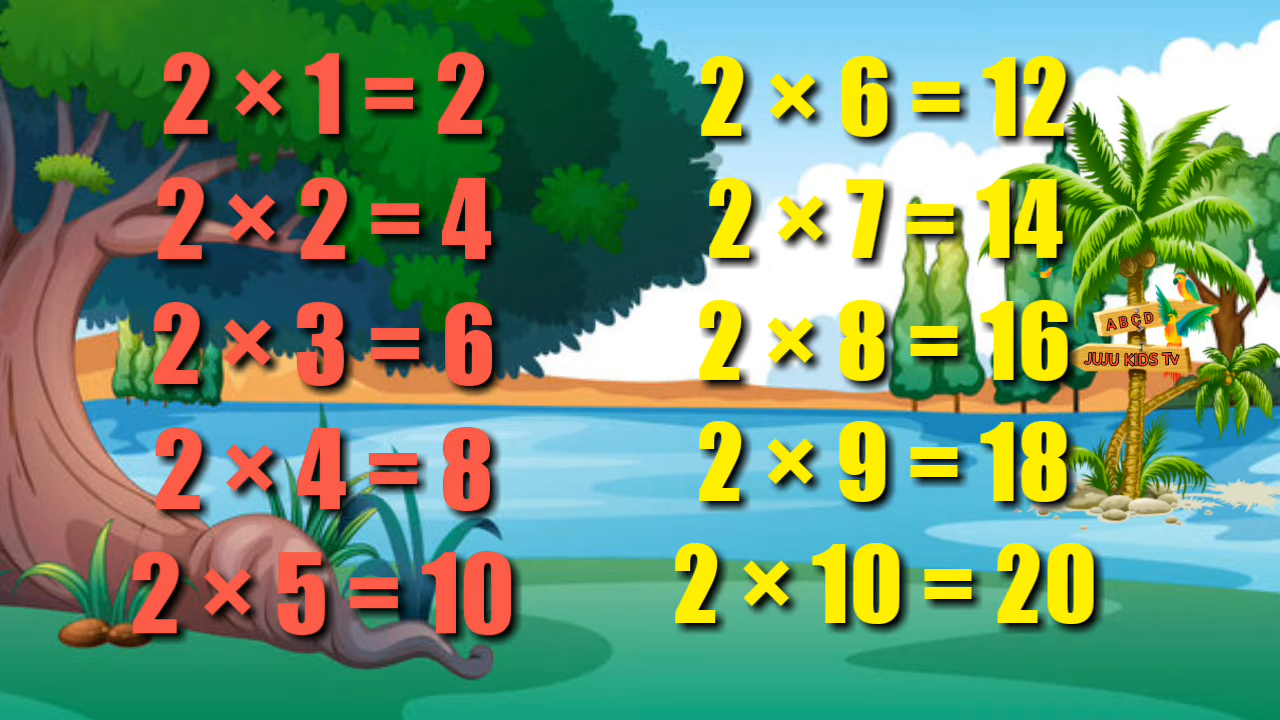 2 × 1 = 2
2 × 2 = 4
2 × 3 = 6
2 × 4 = 8
2 × 5 = 10
2 × 6 = 12
2 × 7 = 14
2 × 8 = 16
2 × 9 = 18
2 × 10 = 20
ABCD
JUJU KIDS TV